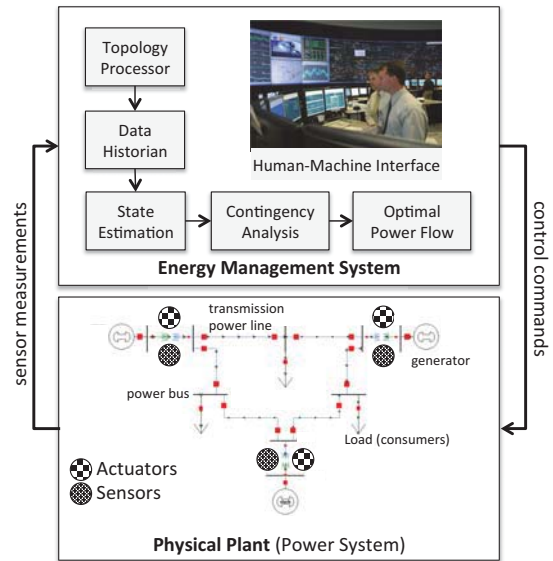 Topology
Processor
Data
Historian
Human-Machine Interface
State
Estimation
Contingency
Analysis
Optimal
Power Flow
Energy Management System
sensor measurements
control commands
transmission
power line
generator
power bus
Load (consumers)
Actuators
Sensors
Physical Plant (Power System)